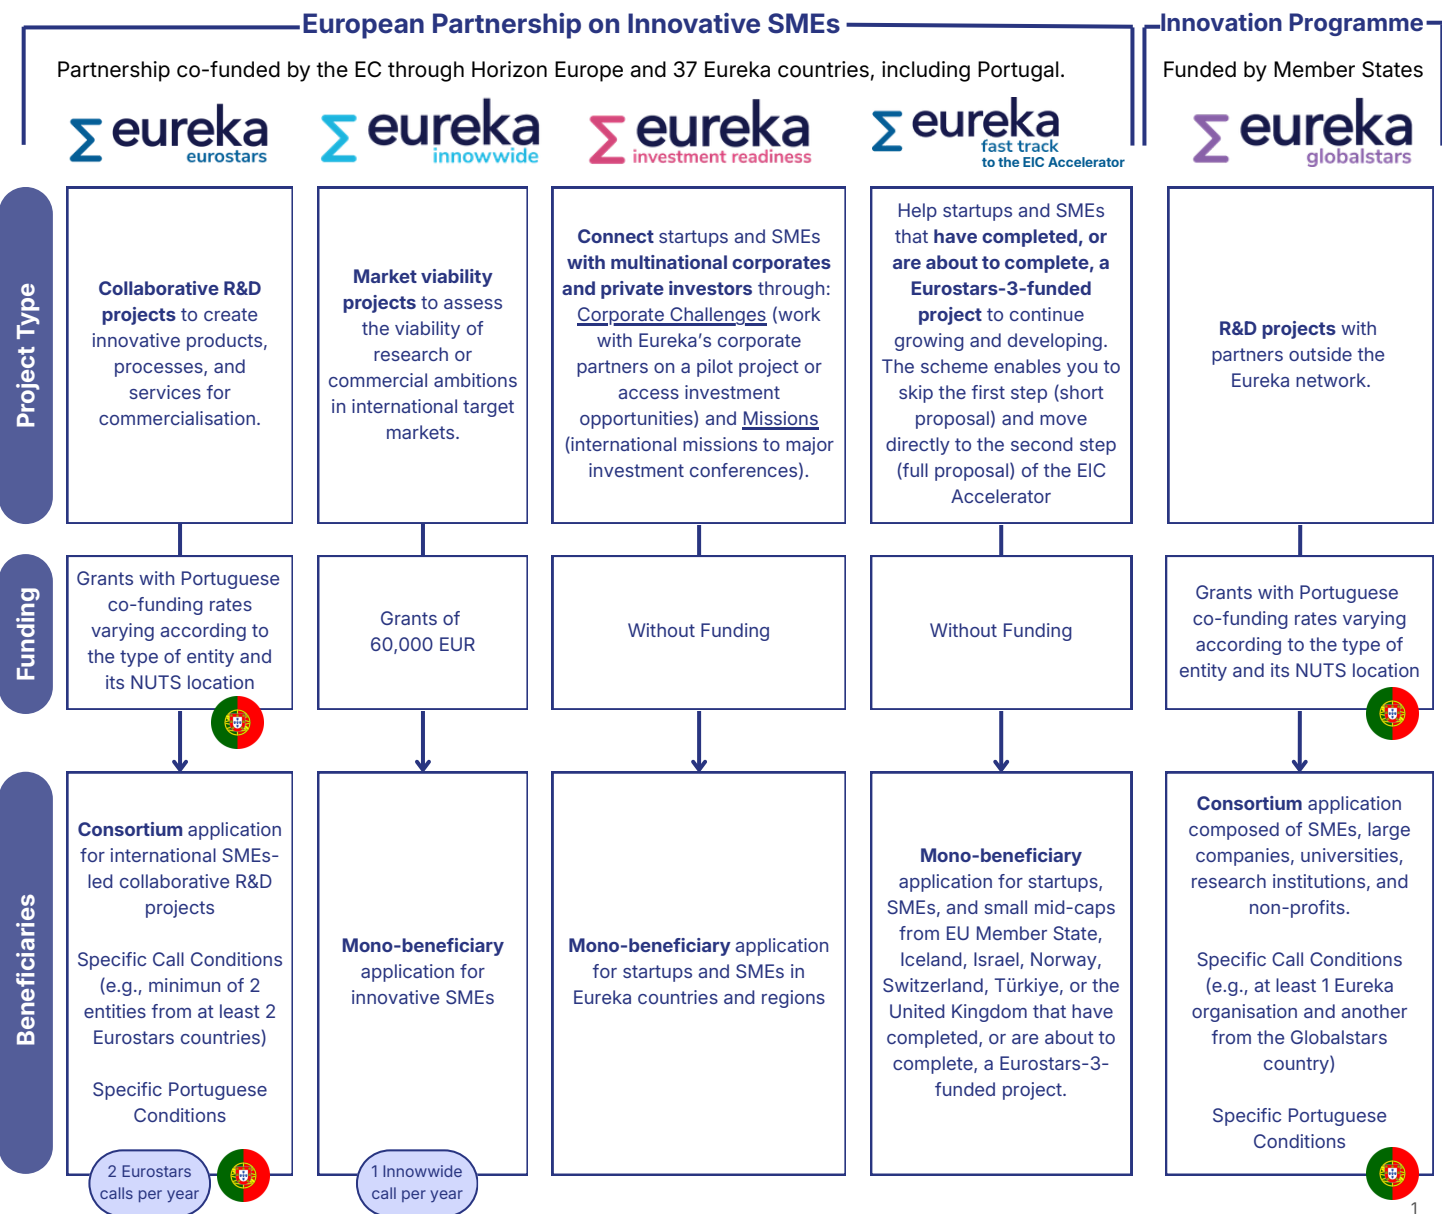 European Partnership on Innovative SMEs
Innovation Programme
Partnership co-funded by the EC through Horizon Europe and 37 Eureka countries, including Portugal.
Funded by Member States
eureka
eurostars
eureka
innowwide
eureka
investment readiness
eureka
fast track
to the EIC Accelerator
eureka
globalstars
Project Type
Collaborative R&D
projects to create
innovative products,
processes, and
services for
commercialisation.
Market viability
projects to assess
the viability of
research or
commercial ambitions
in international target
markets.
Connect startups and SMEs
with multinational corporates
and private investors through:
Corporate Challenges (work
with Eureka's corporate
partners on a pilot project or
access investment
opportunities) and Missions
(international missions to major
investment conferences).
Help startups and SMEs
that have completed, or
are about to complete, a
Eurostars-3-funded
project to continue
growing and developing.
The scheme enables you to
skip the first step (short
proposal) and move
directly to the second step
(full proposal) of the EIC
Accelerator
R&D projects with
partners outside the
Eureka network.
Funding
Grants with Portuguese
co-funding rates
varying according to
the type of entity and
its NUTS location
Grants of
60,000 EUR
Without Funding
Without Funding
Grants with Portuguese
co-funding rates varying
according to the type of
entity and its NUTS location
Beneficiaries
Consortium application
for international SMEs-
led collaborative R&D
projects
Specific Call Conditions
(e.g., minimun of 2
entities from at least 2
Eurostars countries)
Specific Portuguese
Conditions
2 Eurostars
calls per year
Mono-beneficiary
application for
innovative SMEs
1 Innowwide
call per year
Mono-beneficiary application
for startups and SMEs in
Eureka countries and regions
Mono-beneficiary
application for startups,
SMEs, and small mid-caps
from EU Member State,
Iceland, Israel, Norway,
Switzerland, Türkiye, or the
United Kingdom that have
completed, or are about to
complete, a Eurostars-3-
funded project.
Consortium application
composed of SMEs, large
companies, universities,
research institutions, and
non-profits.
Specific Call Conditions
(e.g., at least 1 Eureka
organisation and another
from the Globalstars
country)
Specific Portuguese
Conditions
1